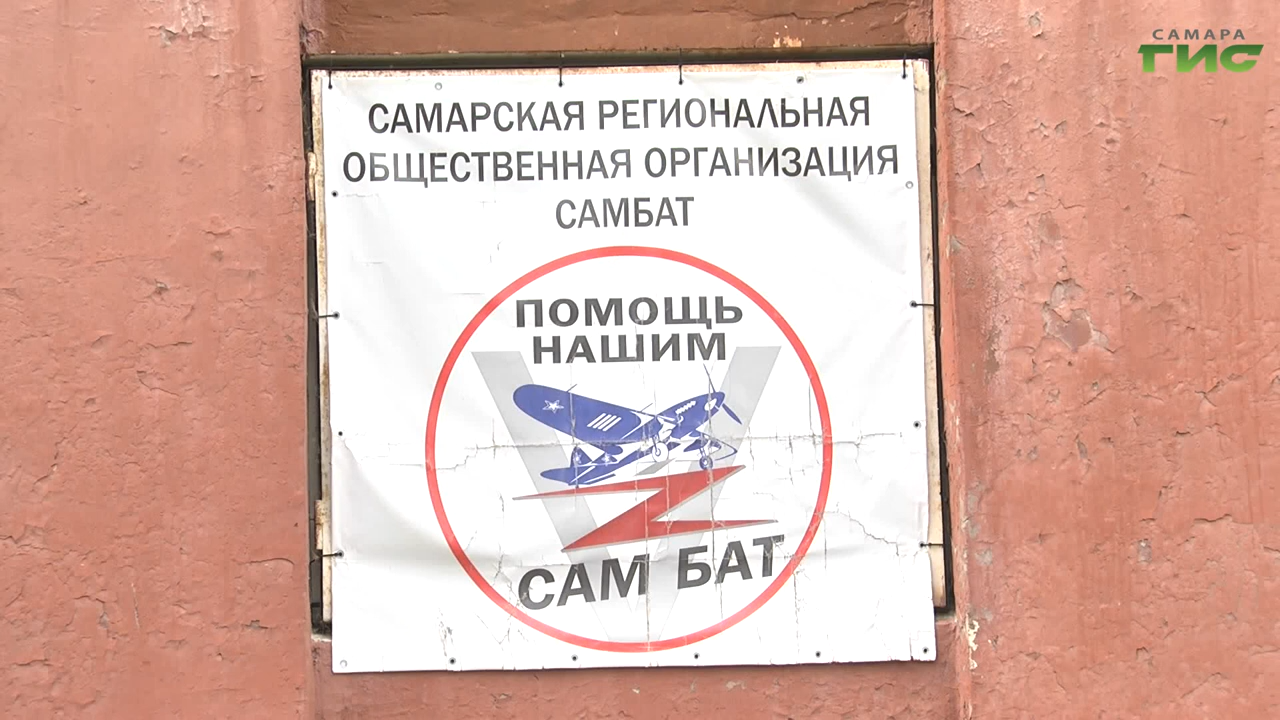 САМАРА
ГИС
САМАРСКАЯ РЕГИОНАЛЬНАЯ
ОБЩЕСТВЕННАЯ ОРГАНИЗАЦИЯ
САМБАТ
ПОМОЩЬ
НАШИМ
САМ БАТ